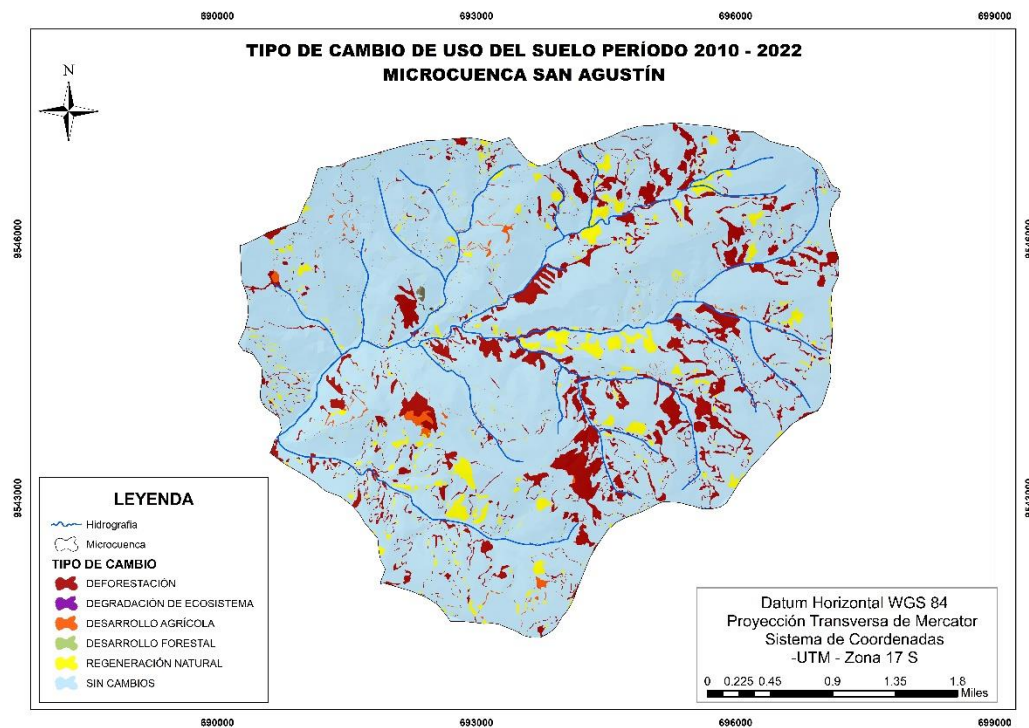 890000 693000 696000 699000
TIPO DE CAMBIO DE USO DEL SUELO PERÍODO 2010 - 2022
MICROCUENCA SAN AGUSTÍN
N
9546000 9546000
9543000 9543000
LEYENDA
Hidrografía
Microcuenca
TIPO DE CAMBIO
DEFORESTACIÓN
DEGRADACIÓN DE ECOSISTEMA
DESARROLLO AGRÍCOLA
DESARROLLO FORESTAL
REGENERACIÓN NATURAL
SIN CAMBIOS
Datum Horizontal WGS 84
Proyección Transversa de Mercator
Sistema de Coordenadas
-UTM - Zona 17 S
0 0.225 0.45 0.9 1.35 1.8
Miles
890000 693000 696000 699000